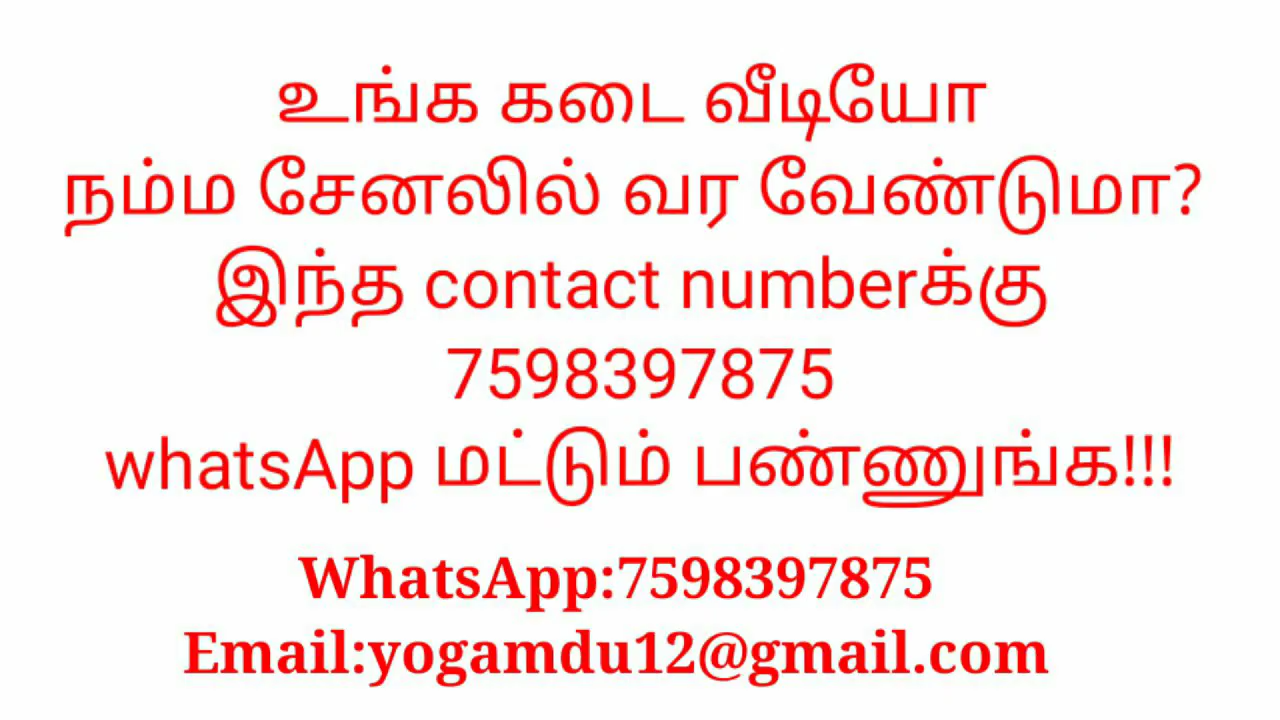 உங்க கடை வீடியோ
நம்ம சேனலில் வர வேண்டுமா?
இந்த contact numberக்கு
7598397875
whatsApp மட்டும் பண்ணுங்க!!!
WhatsApp:7598397875
Email:yogamdu12@gmail.com